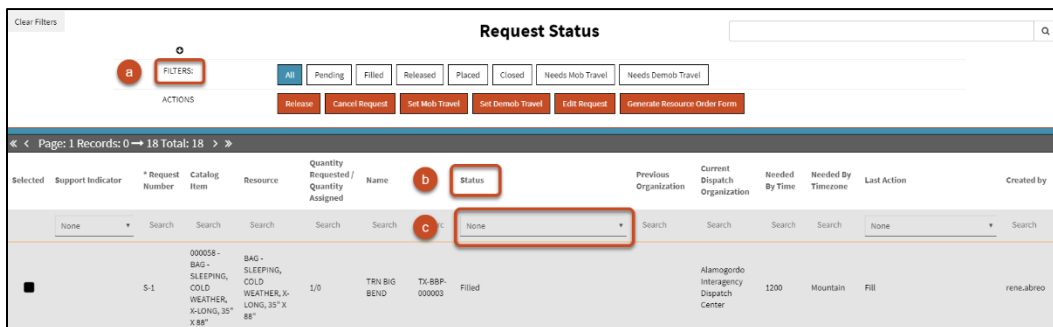 Clear Filters
Request Status
a
FILTERS:
All Pending Filled Released Placed Closed Needs Mob Travel Needs Demob Travel
ACTIONS
Release Cancel Request Set Mob Travel Set Demob Travel Edit Request Generate Resource Order Form
« < Page: 1 Records: 0 → 18 Total: 18 > »
Selected Support Indicator * Request Number Catalog Item Resource Quantity Requested / Quantity Assigned Name b Status Previous Organization Current Dispatch Organization Needed By Time Needed By Timezone Last Action Created by
None Search Search Search Search Search c None Search Search Search Search None Search
S-1
000058 -
BAG -
SLEEPING,
COLD
WEATHER,
X-LONG, 35"
X 88"
BAG -
SLEEPING,
COLD
WEATHER, X-
LONG, 35" X
88"
1/0
TRN BIG
BEND
TX-BBP-
000003
Filled
Alamogordo
Interagency
Dispatch
Center
1200
Mountain
Fill
rene.abreo